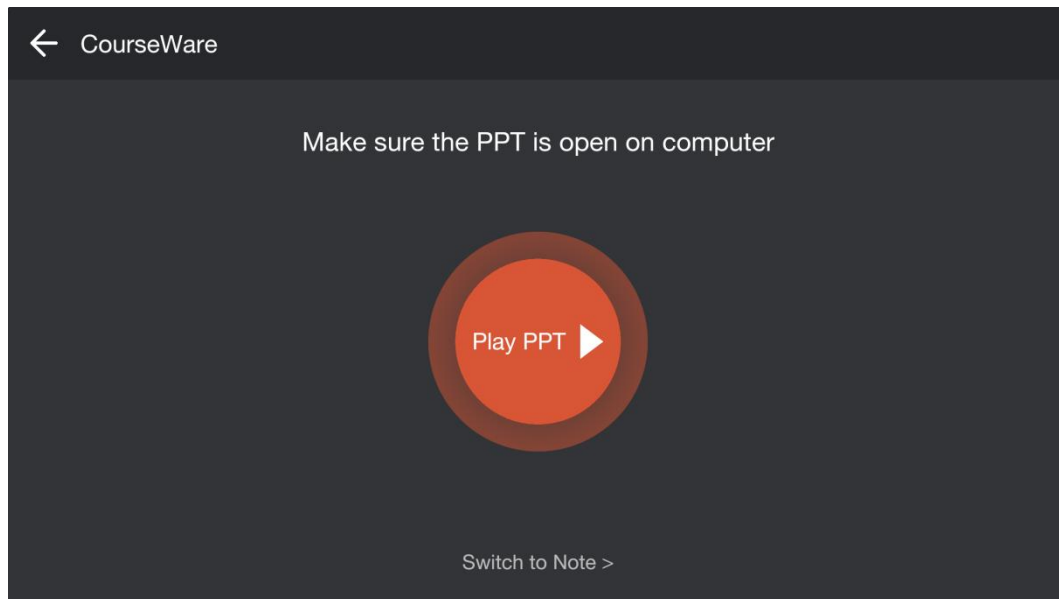 CourseWare
Make sure the PPT is open on computer
Play PPT
Switch to Note >